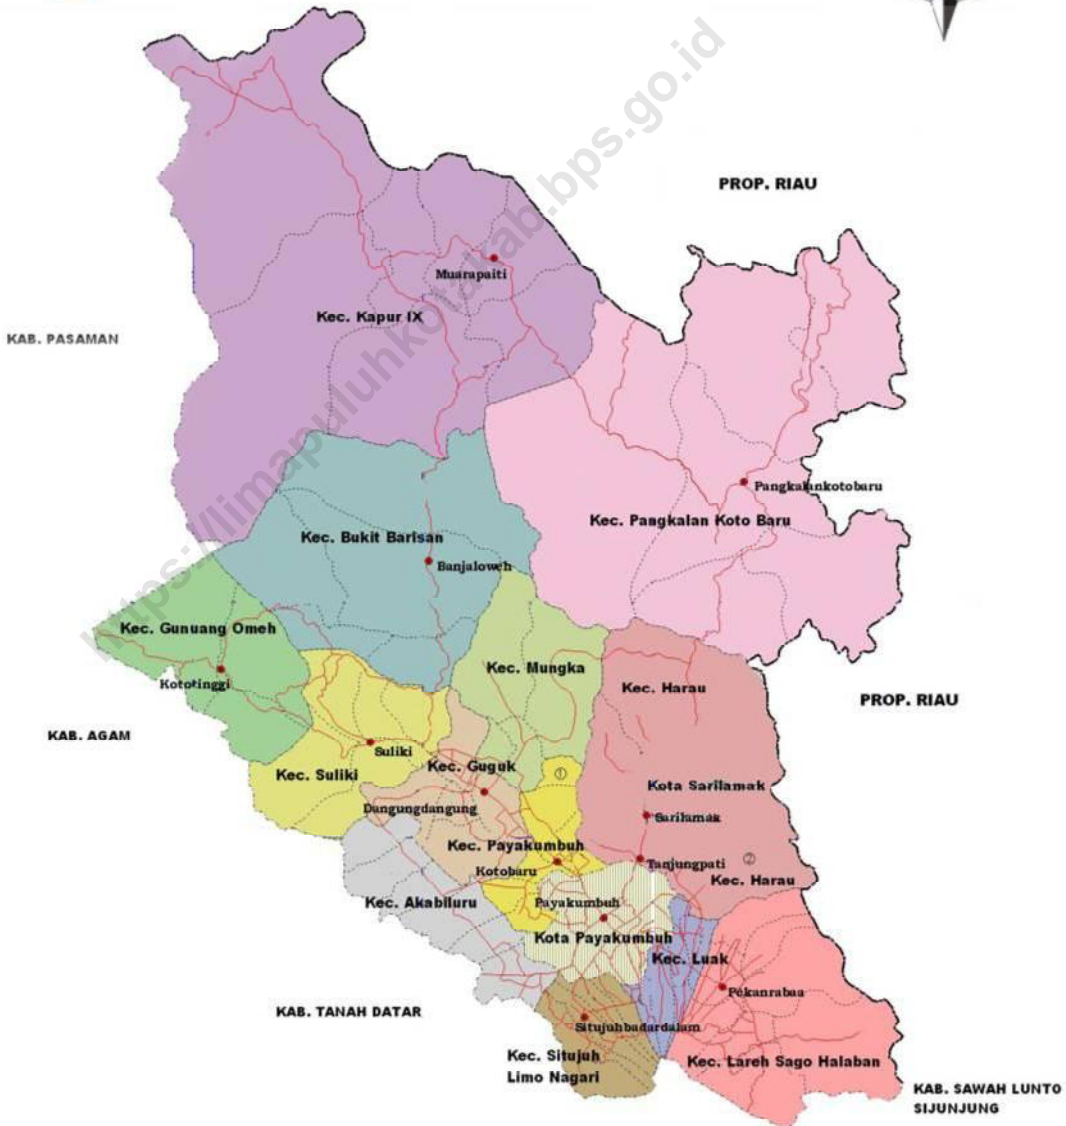 https://limapuluhkotakab.bps.go.id
PROP. RIAU
Muarapaiti
Kec. Kapur IX
KAB. PASAMAN
Pangkalankotobaru
Kec. Pangkalan Koto Baru
Kec. Bukit Barisan
Banjaloweh
Kec. Gunuang Omeh
Kec. Mungka
Kototinggi
Kec. Harau
PROP. RIAU
KAB. AGAM
Suliki
Kec. Guguk
Kec. Suliki
①
Kota Sarilamak
Dangungdangung
Sarilamak
Kec. Payakumbuh
Kotobaru
Tanjungpati
②
Kec. Harau
Kec. Akabiluru
Payakumbuh
Kota Payakumbuh
Kec. Luak
Pekanrabaa
KAB. TANAH DATAR
Situjuhbadardalam
Kec. Situjuh
Limo Nagari
Kec. Lareh Sago Halaban
KAB. SAWAH LUNTO
SIJUNJUNG